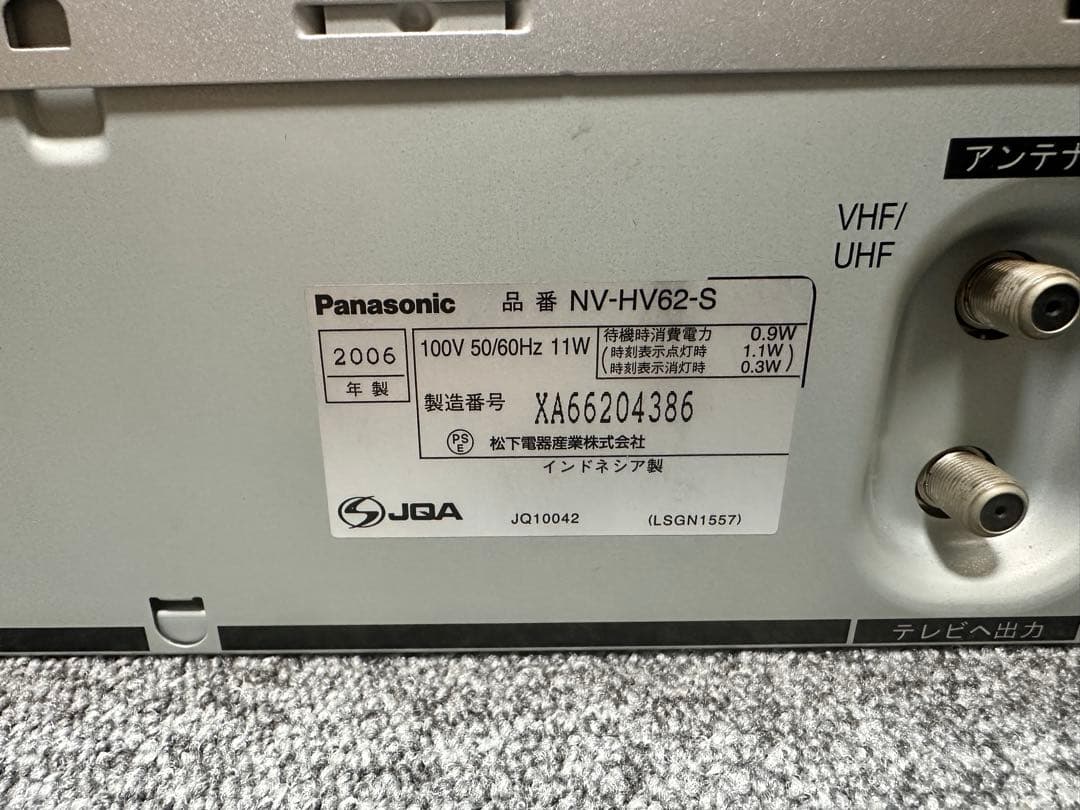 アンテナ
VHF/
UHF
Panasonic 品番 NV-HV62-S
2006
年製
100V 50/60Hz 11W
待機時消費電力 0.9W
(時刻表示点灯時 1.1W)
(時刻表示消灯時 0.3W)
製造番号 XA66204386
PS
E
松下電器産業株式会社
インドネシア製
JQA
JQ10042 (LSGN1557)
テレビへ出力